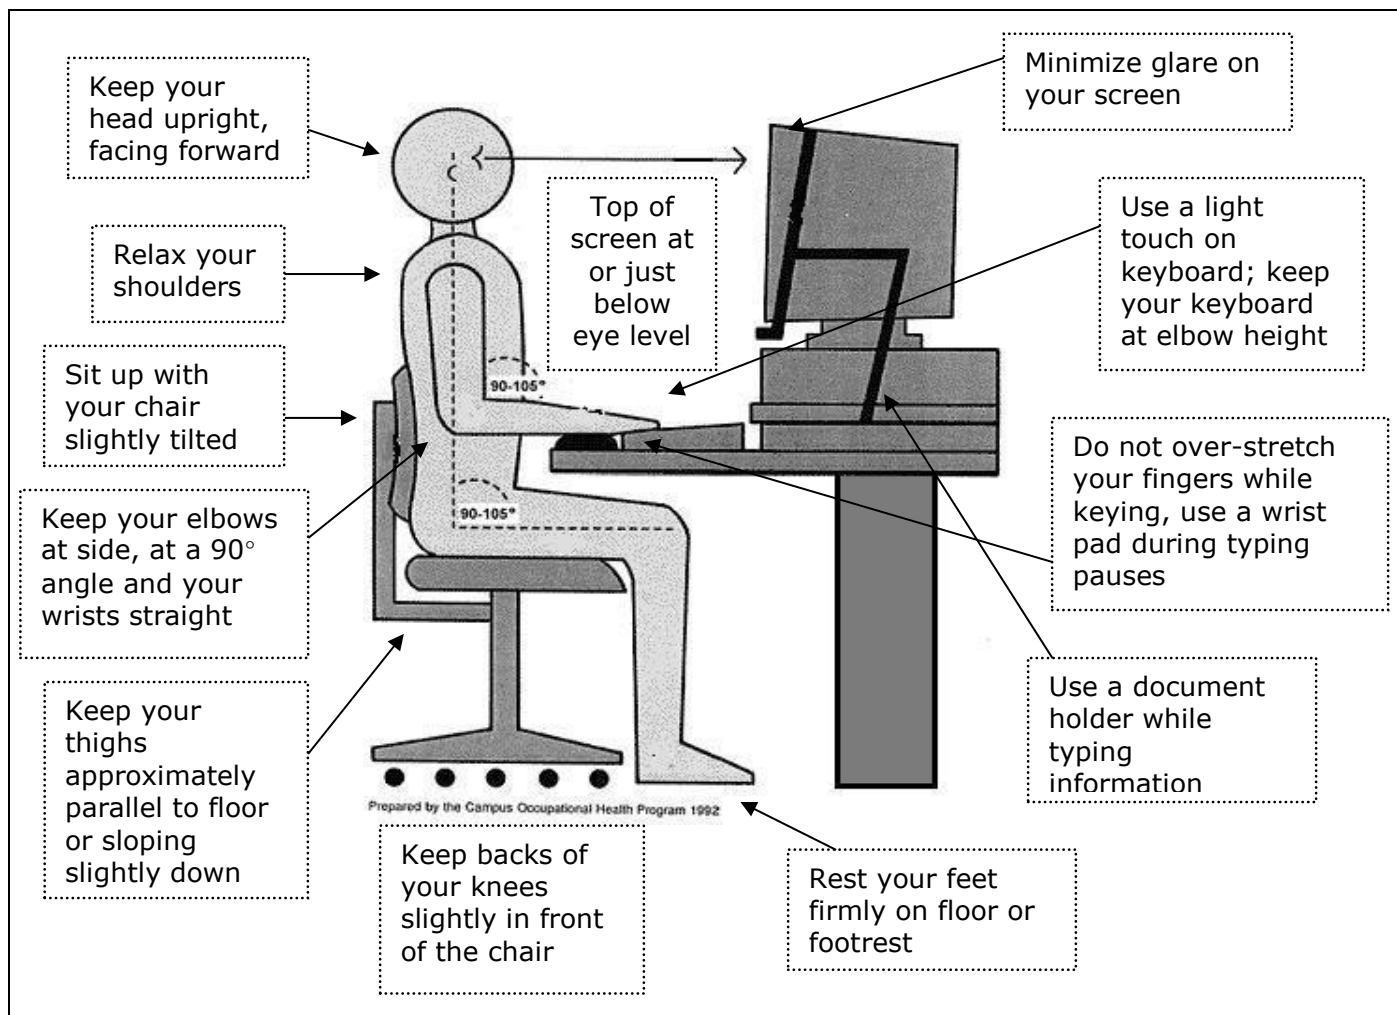 Keep your
head upright,
facing forward
Relax your
shoulders
Sit up with
your chair
slightly tilted
Keep your elbows
at side, at a 90°
angle and your
wrists straight
Keep your
thighs
approximately
parallel to floor
or sloping
slightly down
Top of
screen at
or just
below
eye level
90-105°
90-105°
Prepared by the Campus Occupational Health Program 1992
Keep backs of
your knees
slightly in front
of the chair
Minimize glare on
your screen
Use a light
touch on
keyboard; keep
your keyboard
at elbow height
Do not over-stretch
your fingers while
keying, use a wrist
pad during typing
pauses
Use a document
holder while
typing
information
Rest your feet
firmly on floor or
footrest